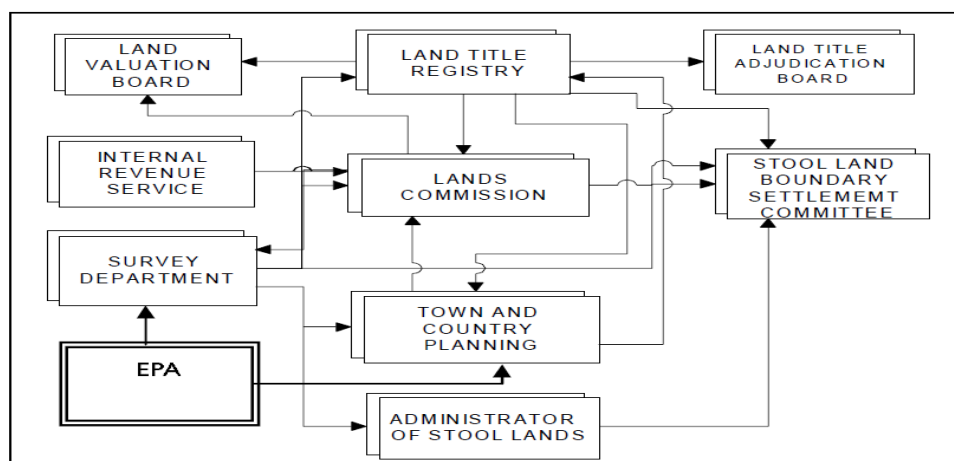 LAND
VALUATION
BOARD
LAND TITLE
REGISTRY
LAND TITLE
ADJUDICATION
BOARD
INTERNAL
REVENUE
SERVICE
LANDS
COMMISSION
STOOL LAND
BOUNDARY
SETTLEMEMT
COMMITTEE
SURVEY
DEPARTMENT
TOWN AND
COUNTRY
PLANNING
EPA
ADMINISTRATOR
OF STOOL LANDS